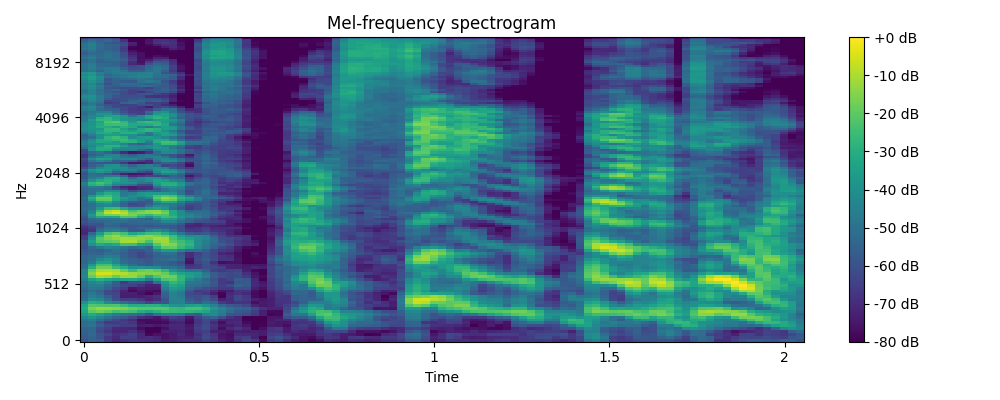 Mel-frequency spectrogram
+0 dB
8192
-10 dB
4096
-20 dB
-30 dB
2048
Hz
-40 dB
1024
-50 dB
512
-60 dB
-70 dB
0
-80 dB
0 0.5 1 1.5 2
Time